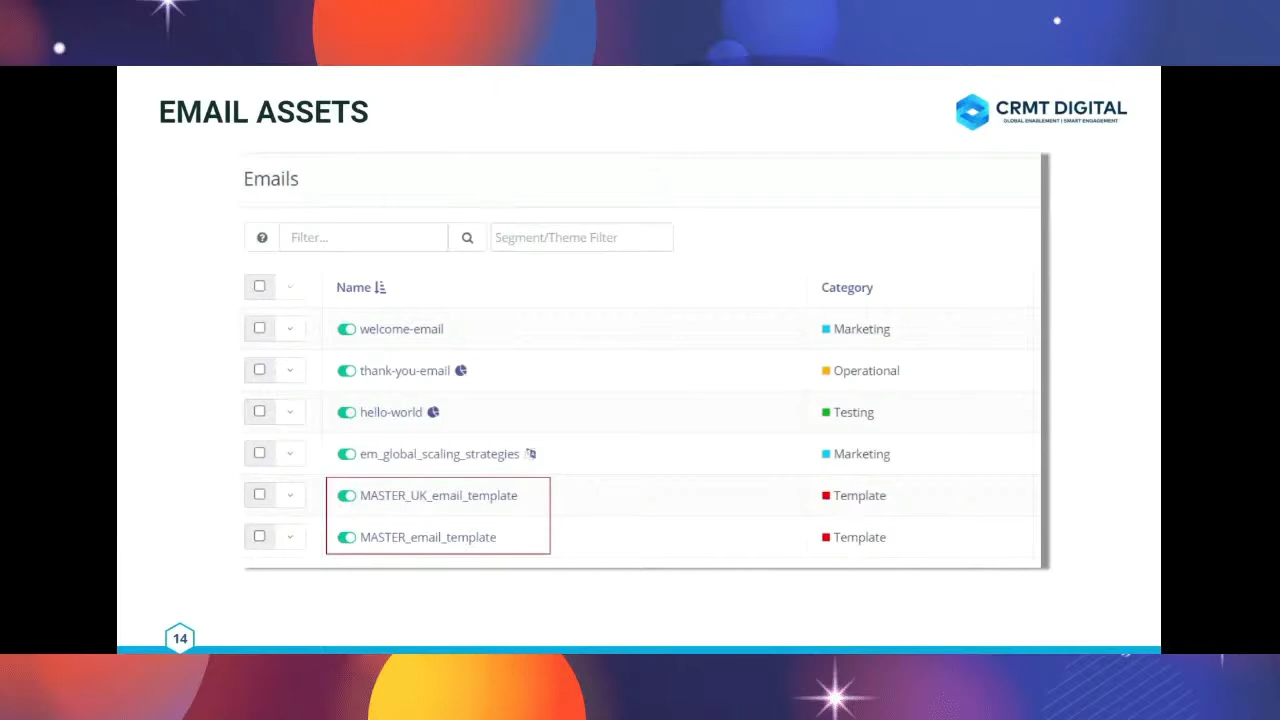 EMAIL ASSETS
CRMT DIGITAL
GLOBAL ENABLEMENT | SMART ENGAGEMENT
Emails
Filter...
Segment/Theme Filter
Name
Category
welcome-email
Marketing
thank-you-email
Operational
hello-world
Testing
em_global_scaling_strategies
Marketing
MASTER_UK_email_template
Template
MASTER_email_template
Template
14